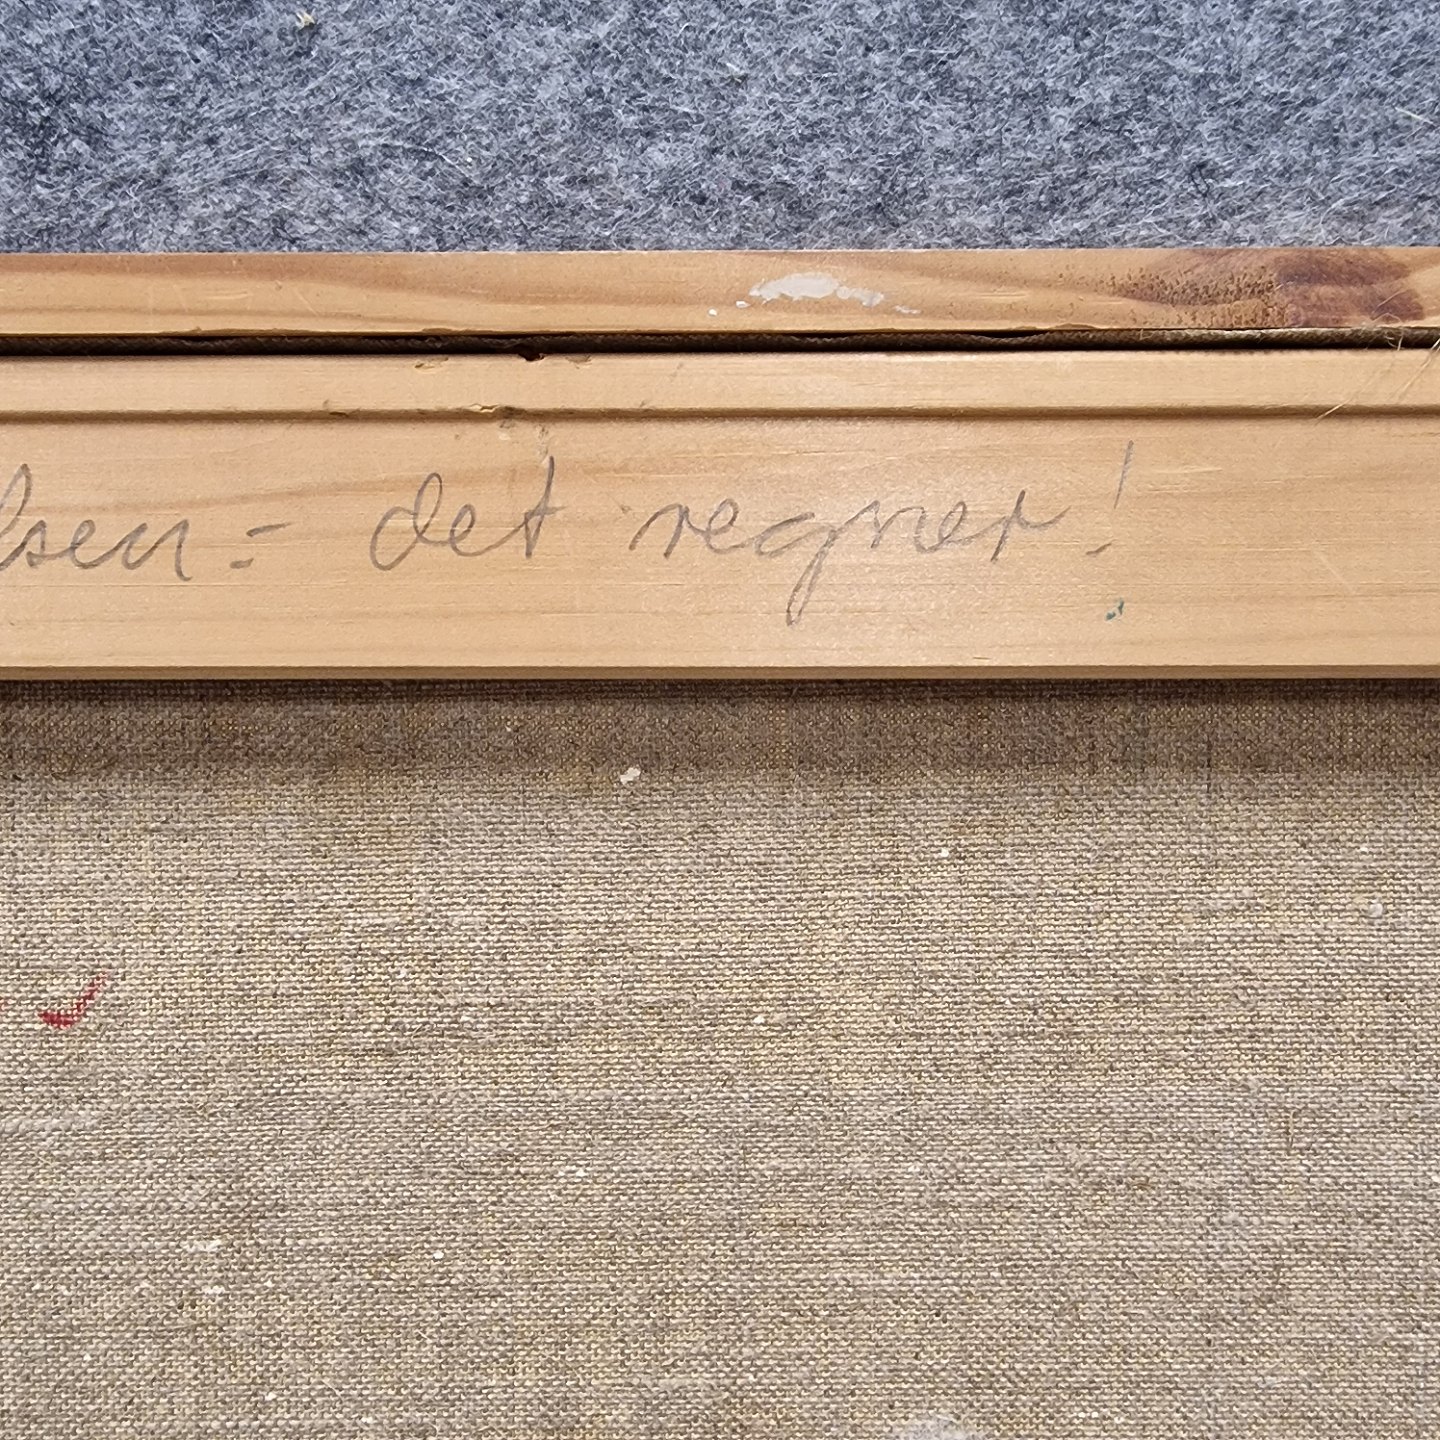 lsen:- det regner!